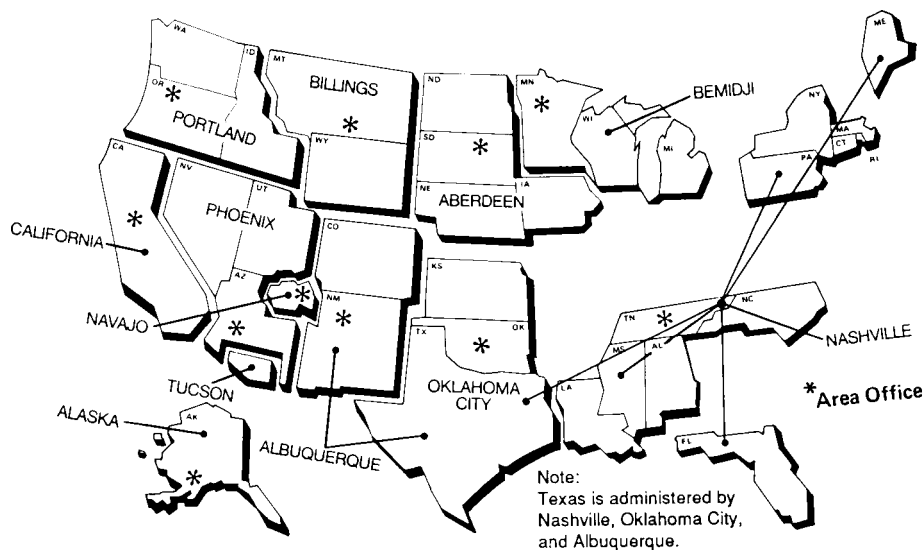 WA
ID
MT
BILLINGS
ND
MN
ME
OR
PORTLAND
WY
SD
WI
MI
BEMIDJI
NY
MA
CT
RI
PA
CA
NV
UT
NE
IA
ABERDEEN
PHOENIX
CO
CALIFORNIA
AZ
KS
NAVAJO
NM
TX
OK
TN
NC
NASHVILLE
TUCSON
OKLAHOMA
CITY
LA
MS
AL
* Area Office
ALASKA
AK
ALBUQUERQUE
FL
Note:
Texas is administered by
Nashville, Oklahoma City,
and Albuquerque.